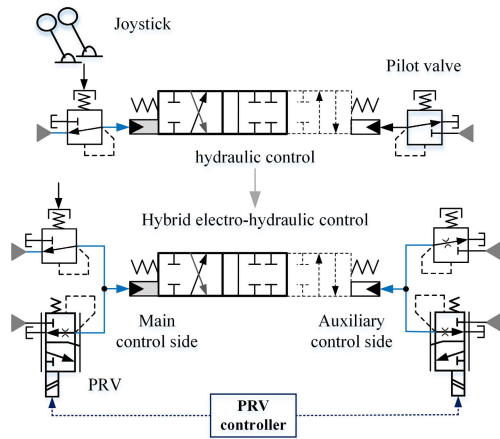 Joystick
Pilot valve
hydraulic control
Hybrid electro-hydraulic control
Main
control side
Auxiliary
control side
PRV
PRV
controller